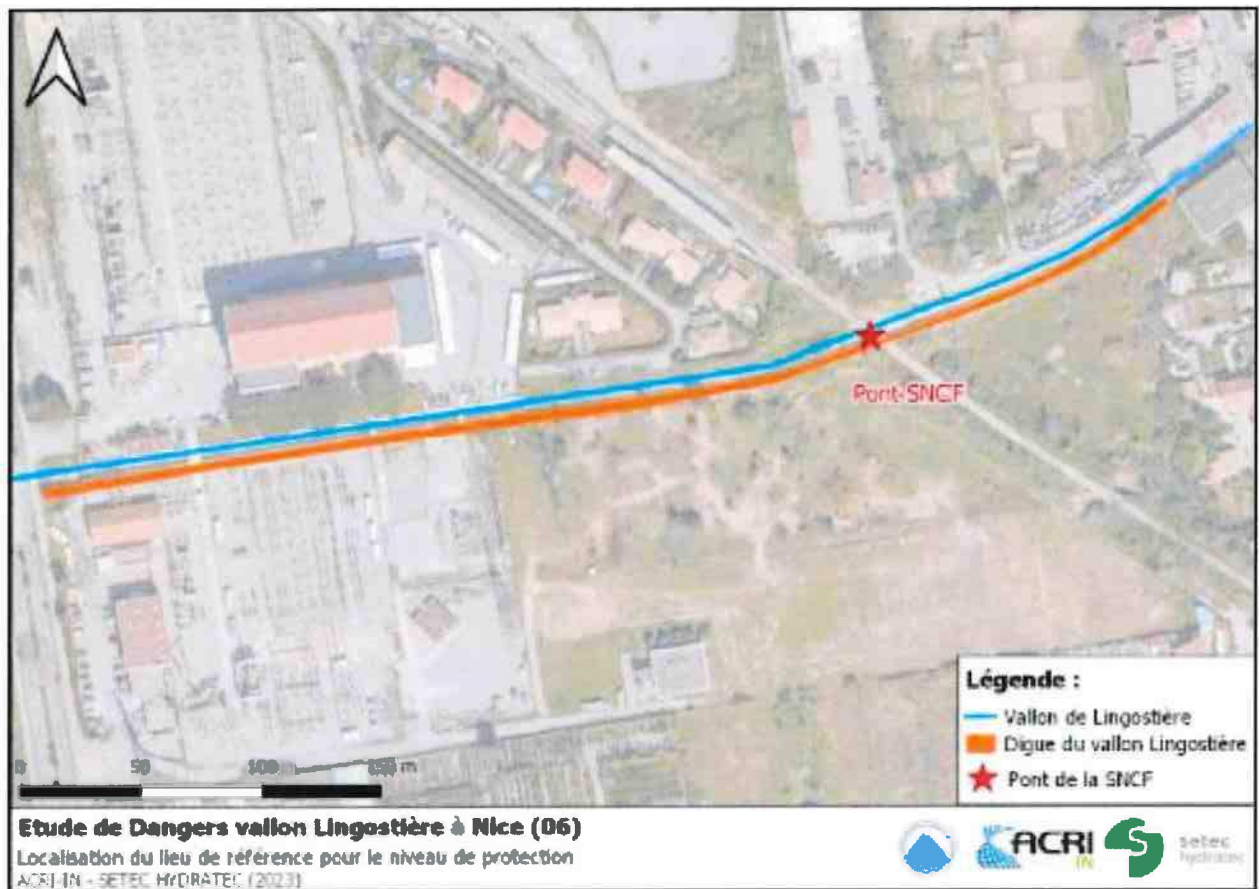 Pont-SNCF
Légende :
Vallon de Lingostière
Digue du vallon Lingostière
Pont de la SNCF
0 50 100 150 m
Etude de Dangers vallon Lingostière à Nice (06)
Localisation du lieu de référence pour le niveau de protection
ACRI-IN - SETEC HYDRATEC (2023)
ACRI
IN
setec
hydratec